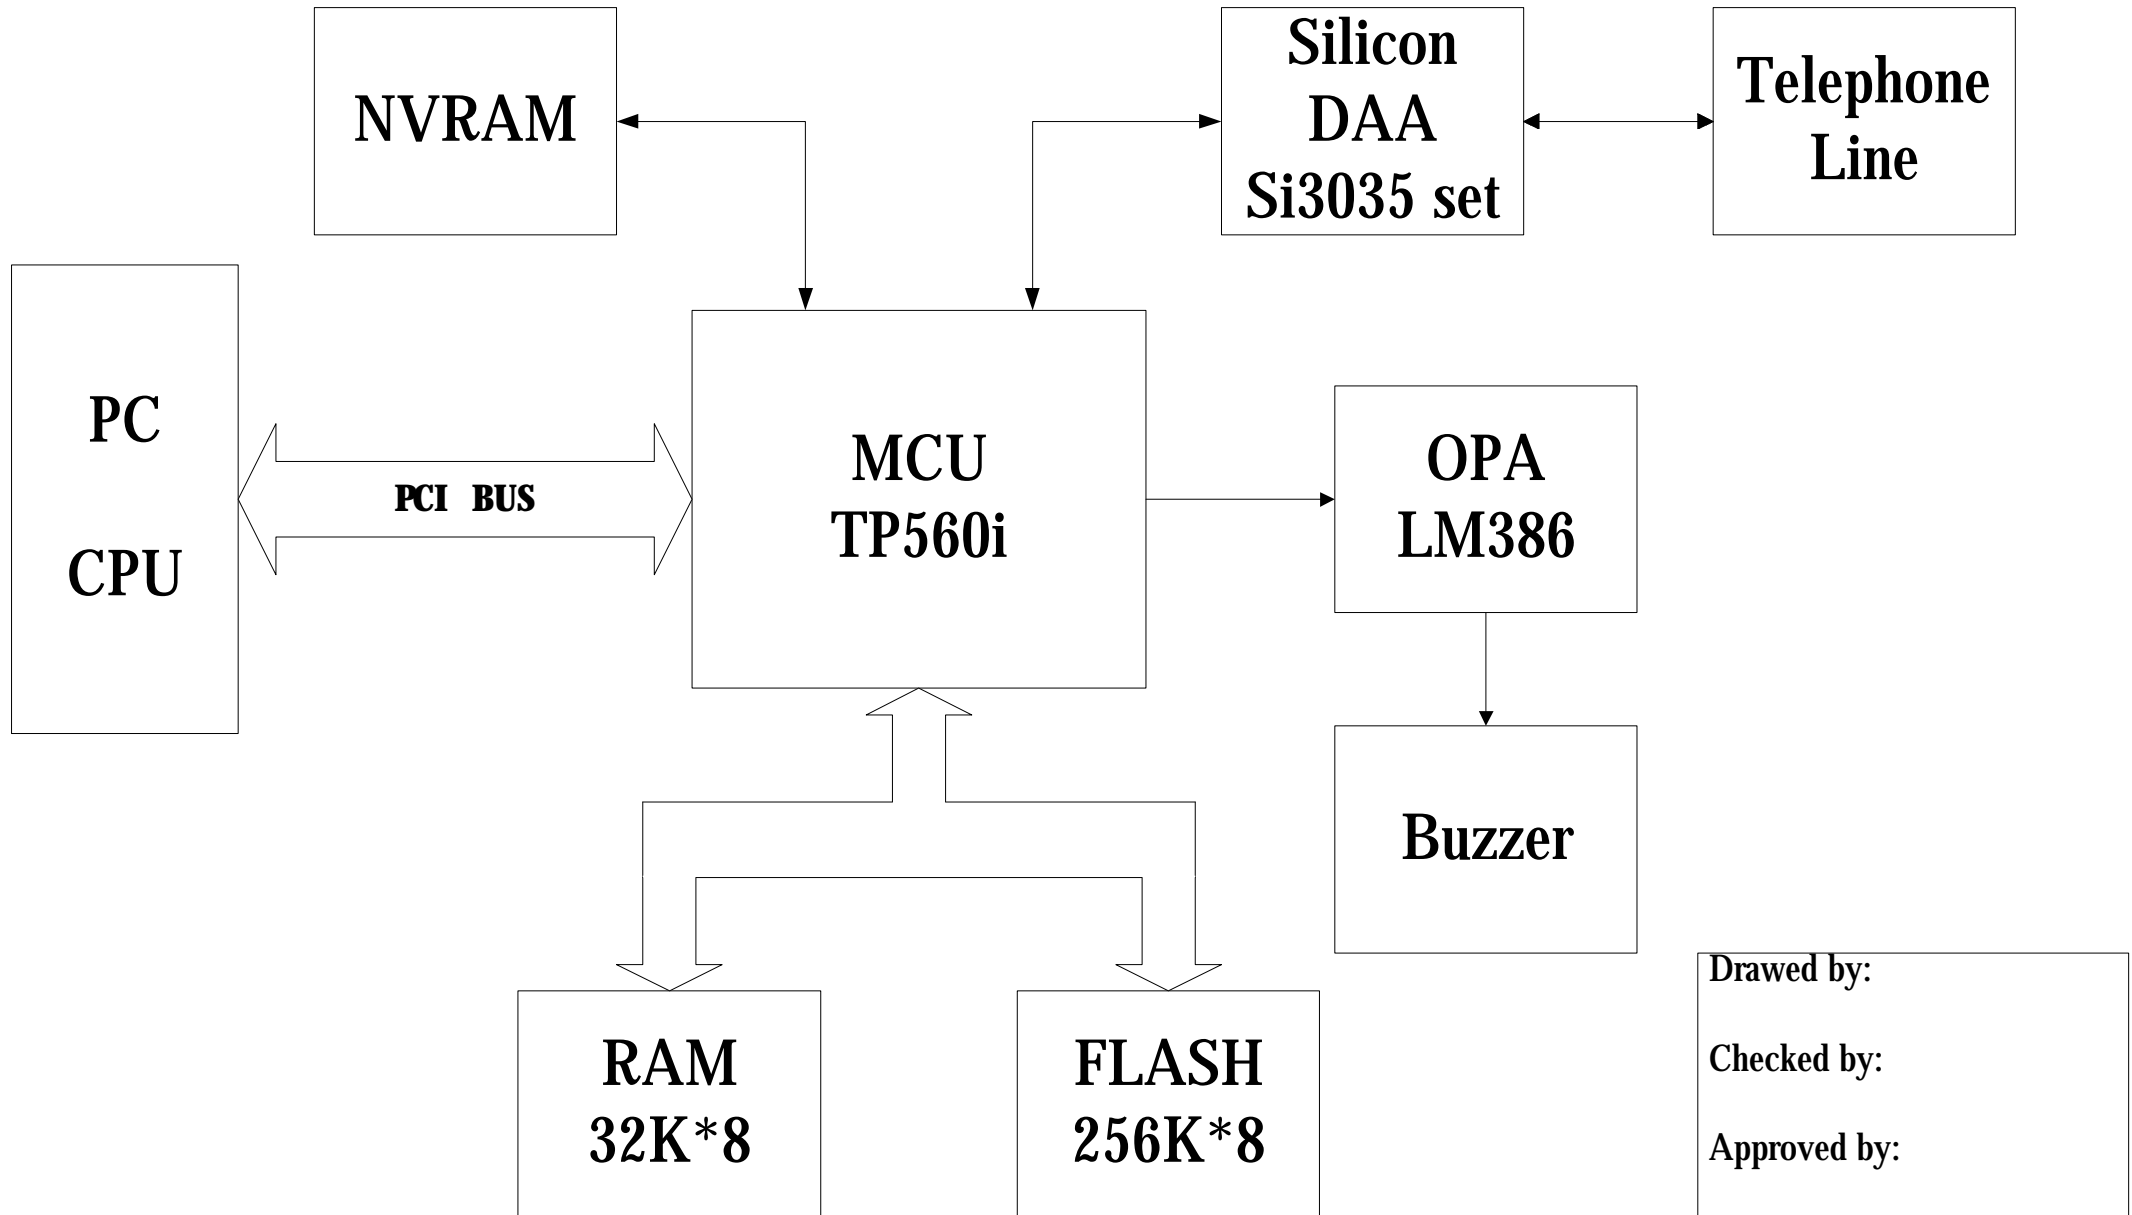 NVRAM
Silicon
DAA
Si3035 set
Telephone
Line
PC
CPU
PCI BUS
MCU
TP560i
OPA
LM386
Buzzer
RAM
32K*8
FLASH
256K*8
Drawed by:
Checked by:
Approved by: